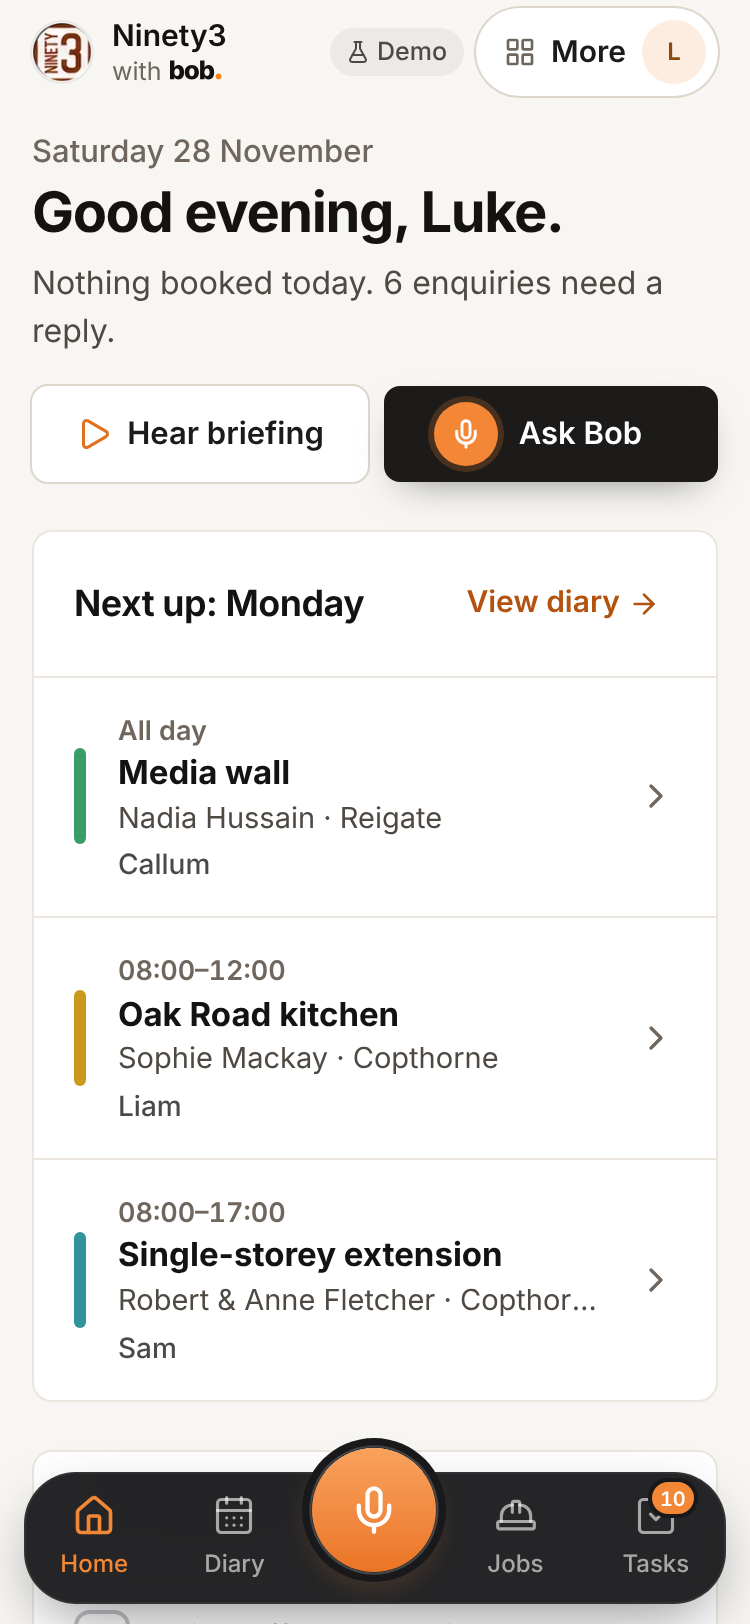 NINETY 3
Ninety3
with bob.
Demo
More
L
Saturday 28 November
Good evening, Luke.
Nothing booked today. 6 enquiries need a
reply.
Hear briefing
Ask Bob
Next up: Monday
View diary →
All day
Media wall
Nadia Hussain · Reigate
Callum
08:00–12:00
Oak Road kitchen
Sophie Mackay · Copthorne
Liam
08:00–17:00
Single-storey extension
Robert & Anne Fletcher · Copthor...
Sam
10
Home
Diary
Jobs
Tasks